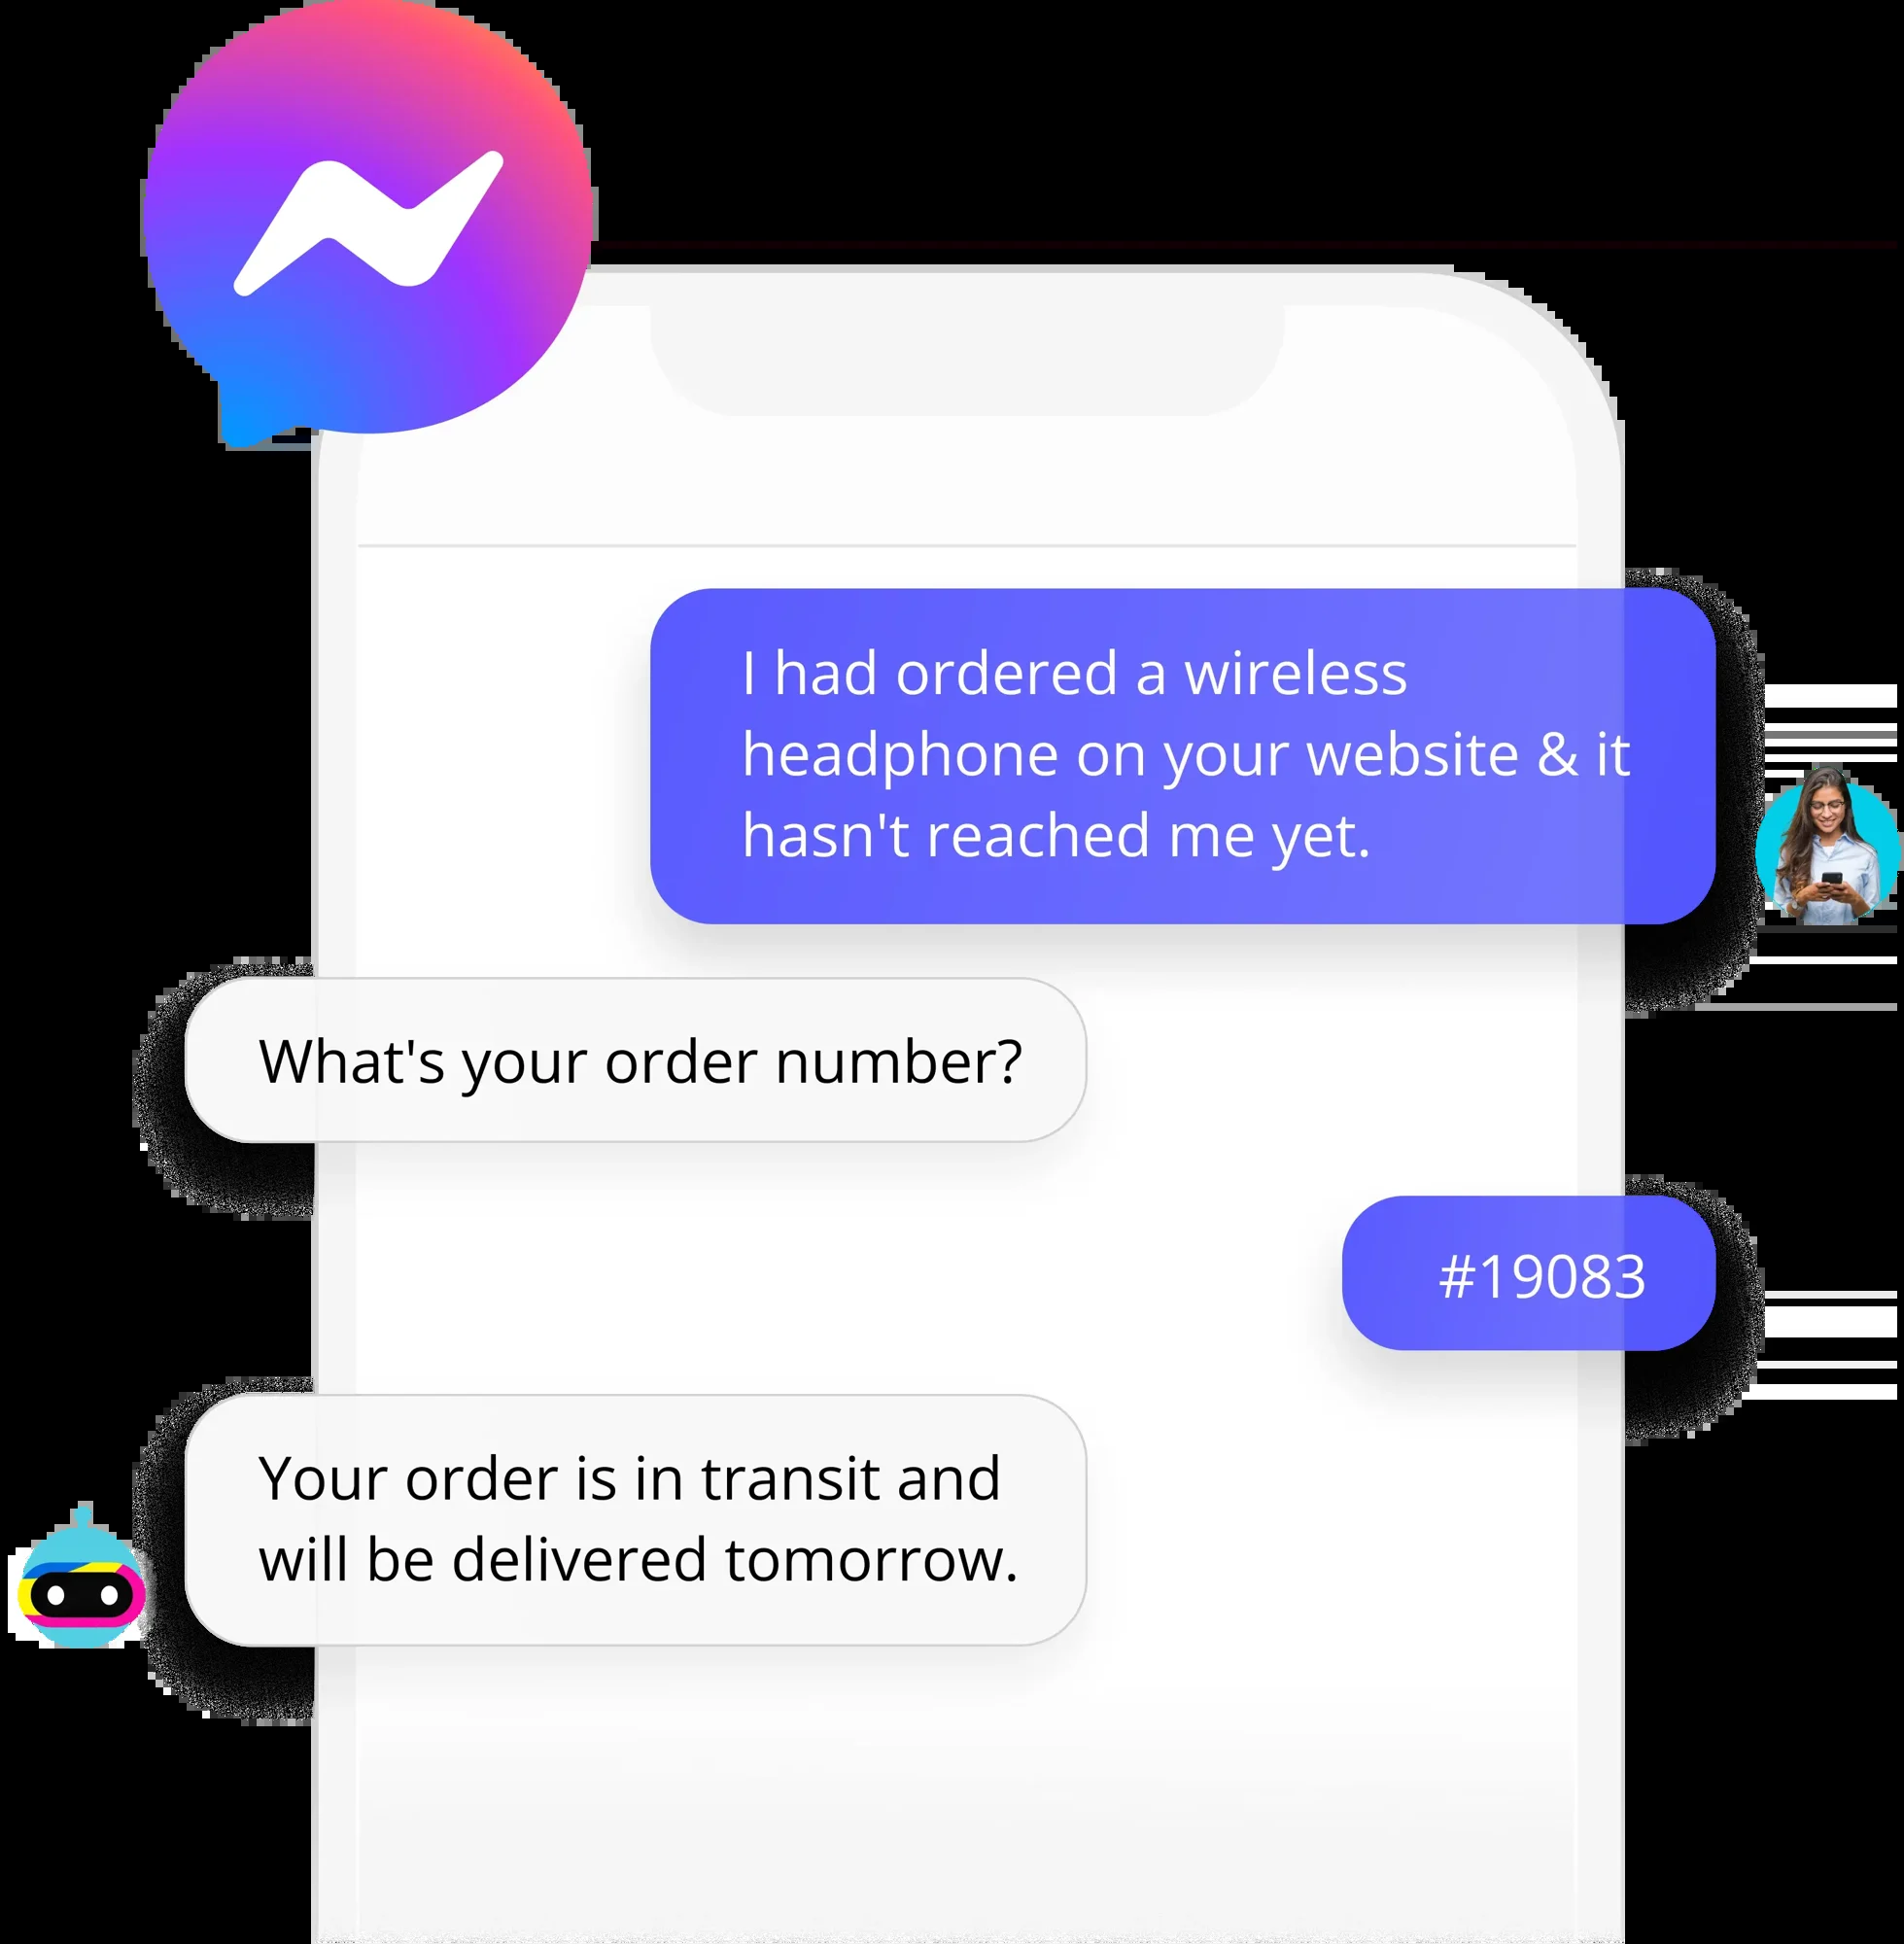 I had ordered a wireless
headphone on your website & it
hasn't reached me yet.
What's your order number?
#19083
Your order is in transit and
will be delivered tomorrow.